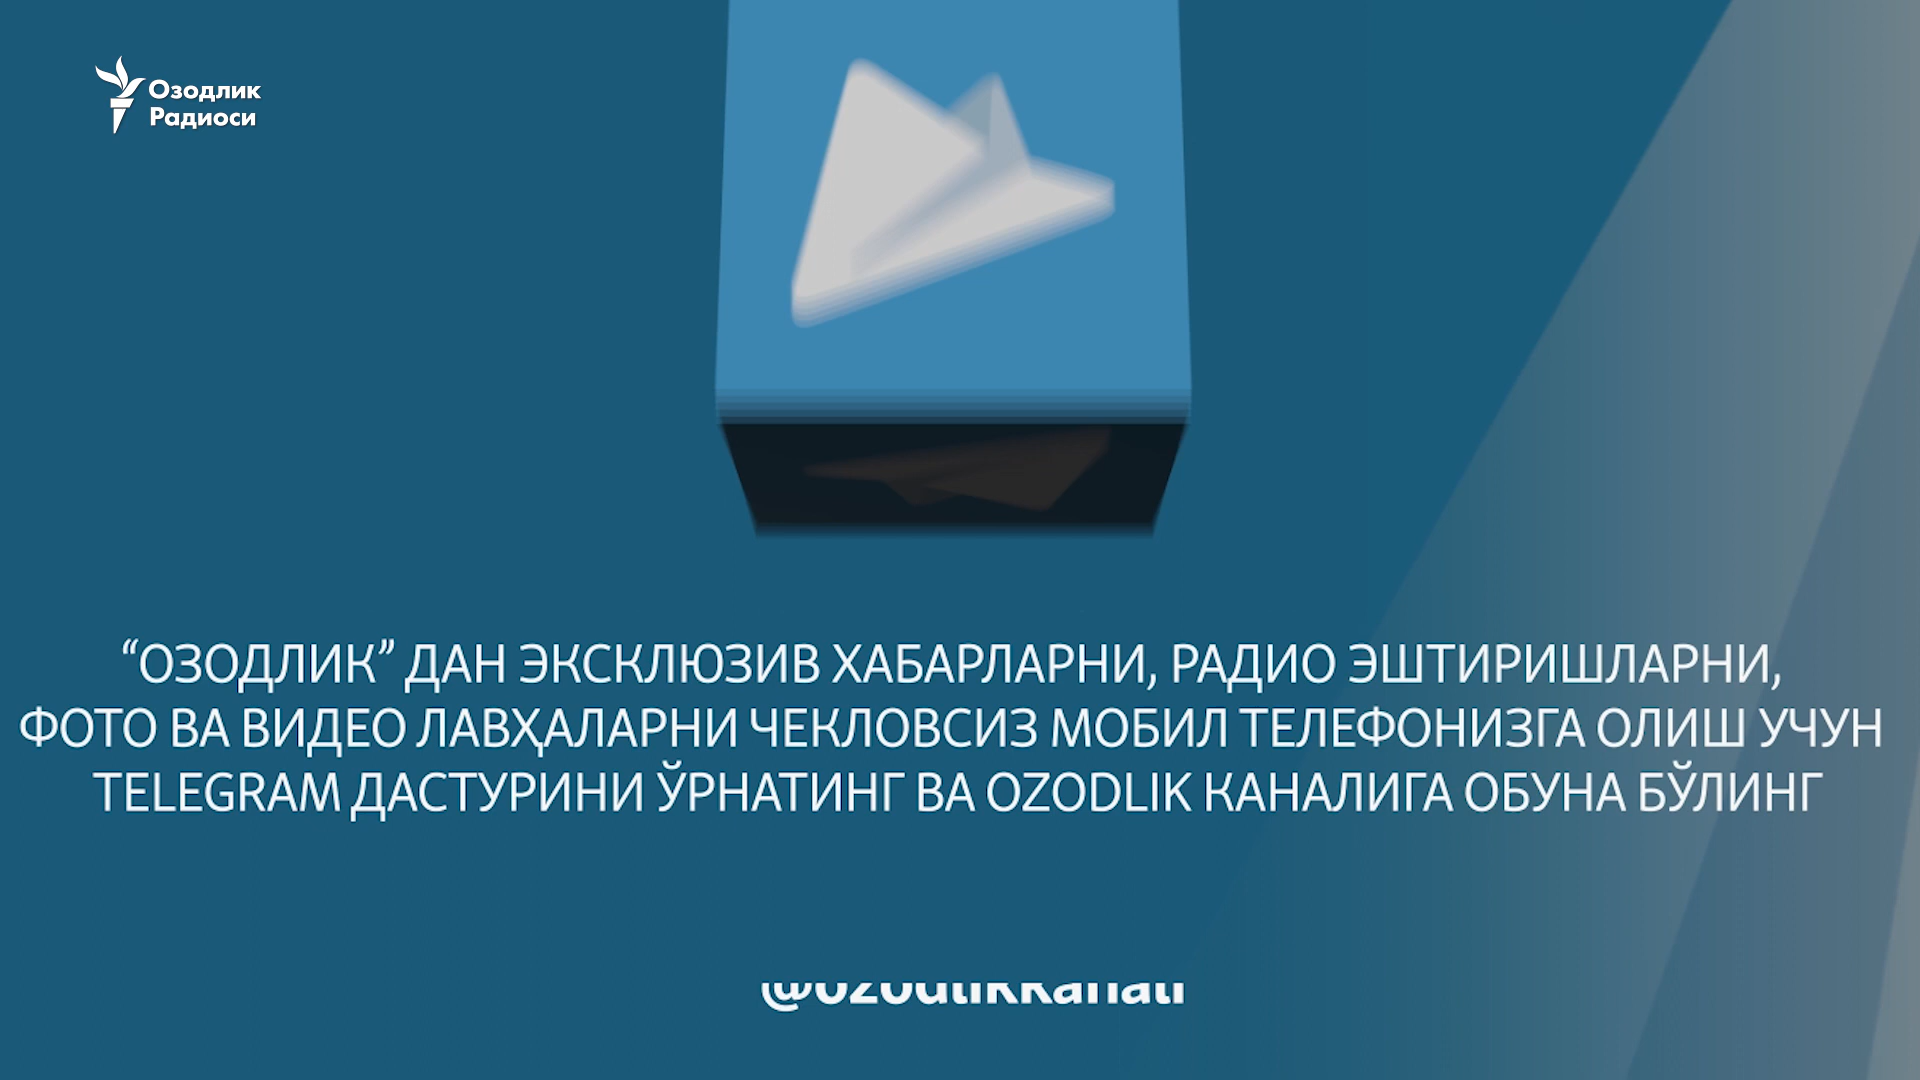 Озодлик
Радиоси
“ОЗОДЛИК” ДАН ЭКСКЛЮЗИВ ХАБАРЛАРНИ, РАДИО ЭШТИРИШЛАРНИ,
ФОТО ВА ВИДЕО ЛАВҲАЛАРНИ ЧЕКЛОВСИЗ МОБИЛ ТЕЛЕФОНИЗГА ОЛИШ УЧУН
TELEGRAM ДАСТУРИНИ ЎРНАТИНГ ВА OZODLIK КАНАЛИГА ОБУНА БЎЛИНГ
@ozodlikkanali